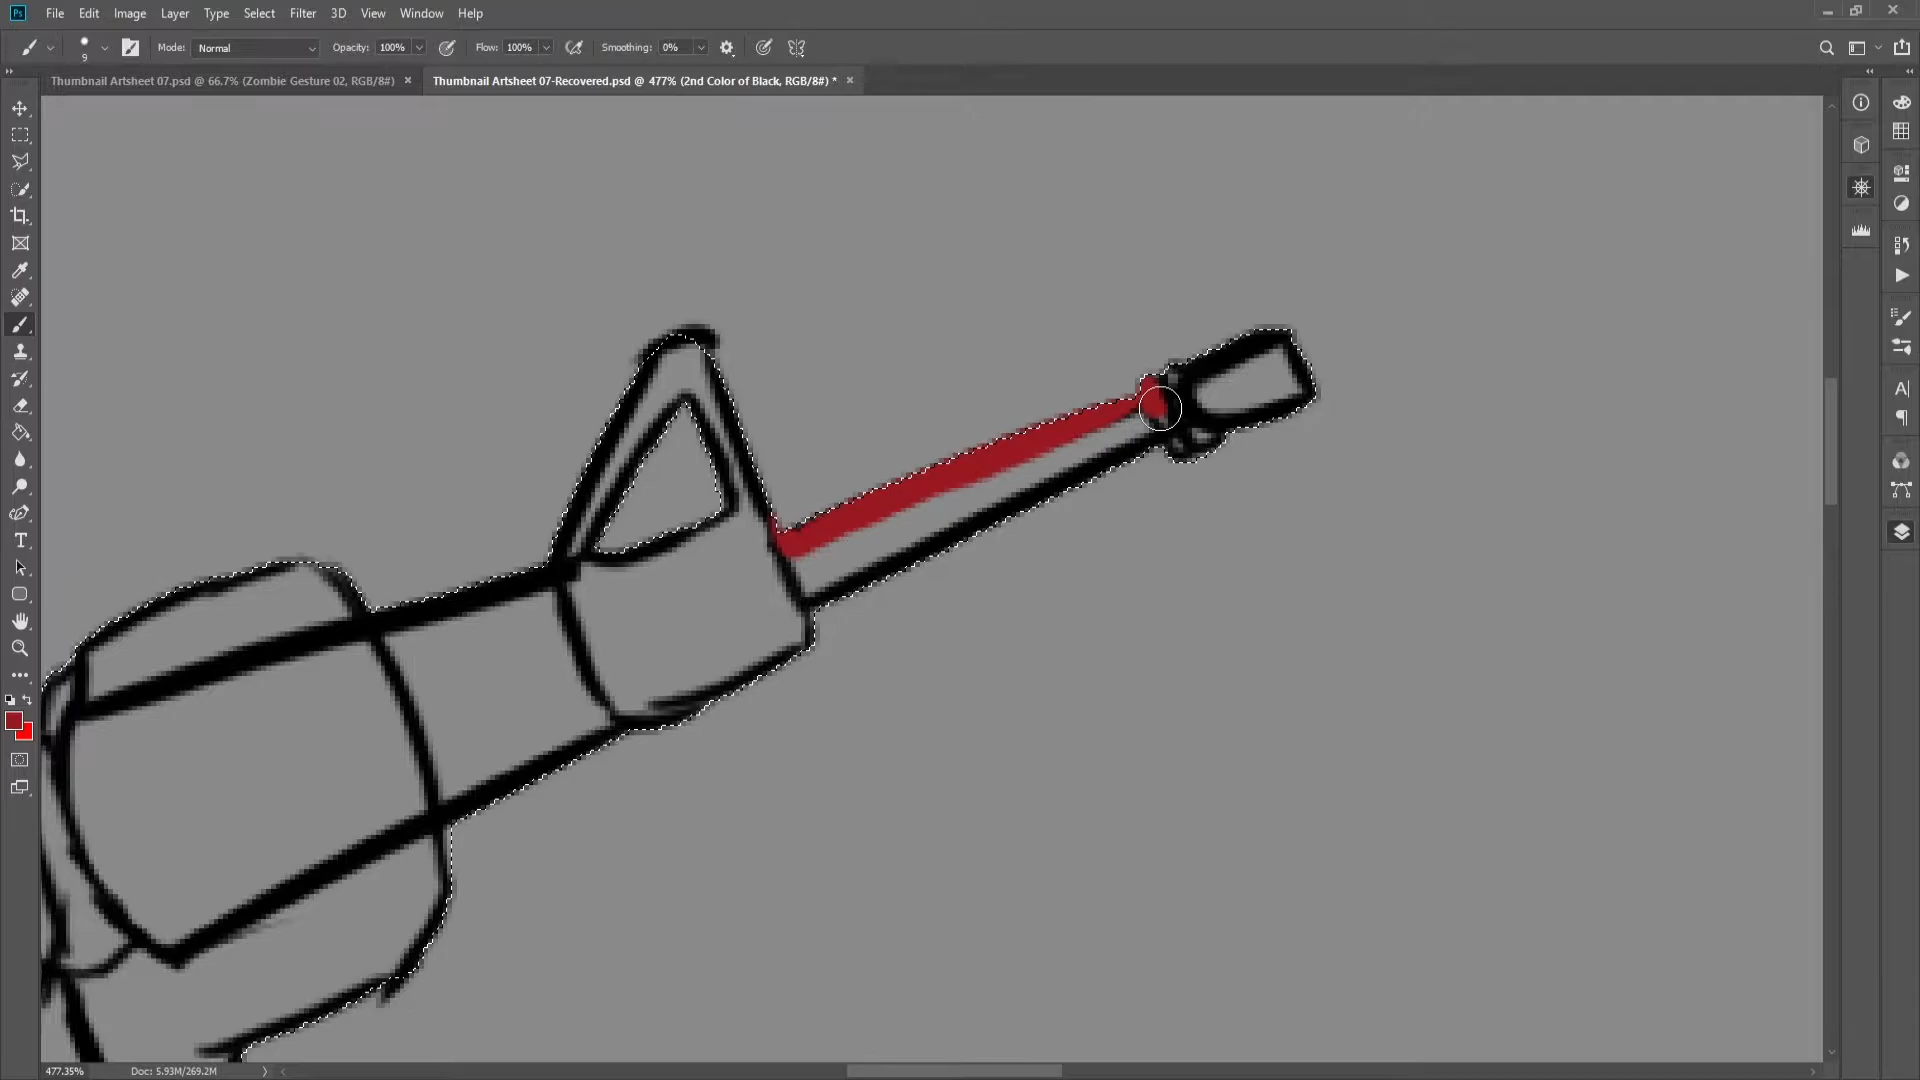 Ps File Edit Image Layer Type Select Filter 3D View Window Help
9 Mode: Normal Opacity: 100% Flow: 100% Smoothing: 0%
Thumbnail Artsheet 07.psd @ 66.7% (Zombie Gesture 02, RGB/8#) × Thumbnail Artsheet 07-Recovered.psd @ 477% (2nd Color of Black, RGB/8#) * ×
477.35% Doc: 5.93M/269.2M